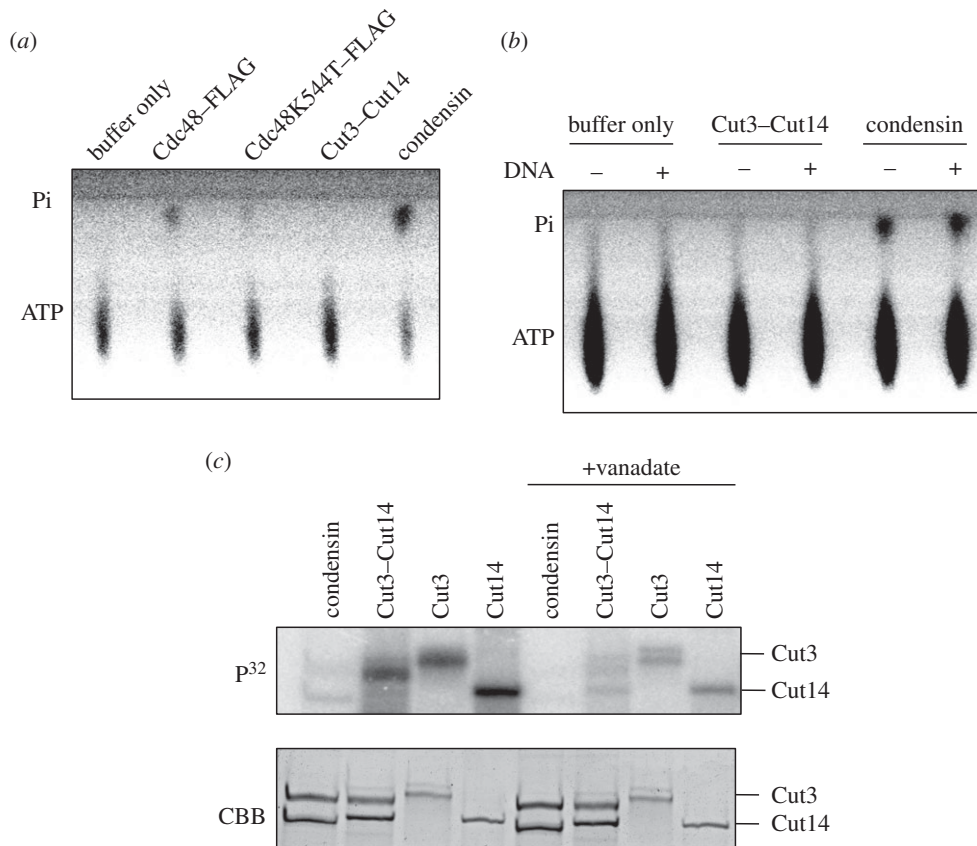 (a)
buffer only Cdc48–FLAG Cdc48K544T–FLAG Cut3–Cut14 condensin
Pi
ATP
(b)
buffer only Cut3–Cut14 condensin
DNA – + – + – +
Pi
ATP
(c)
+vanadate
condensin Cut3–Cut14 Cut3 Cut14 condensin Cut3–Cut14 Cut3 Cut14
P32
Cut3
Cut14
CBB
Cut3
Cut14